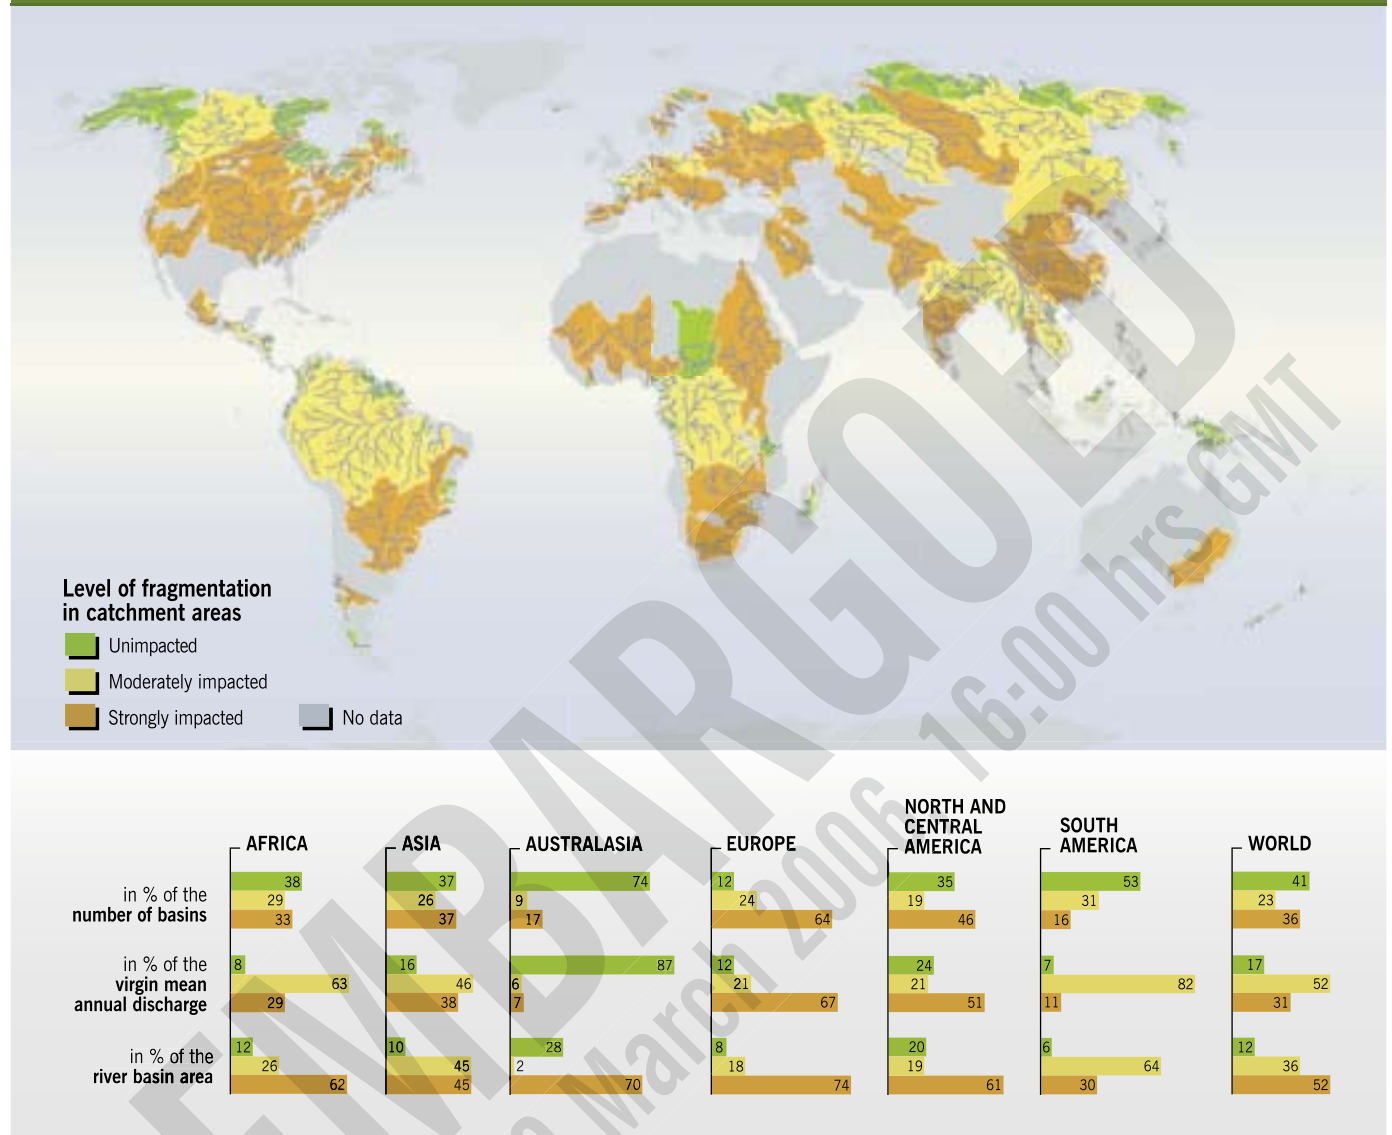 Level of fragmentation
in catchment areas
Unimpacted
Moderately impacted
Strongly impacted
No data
EMBARGOED
March 2006 16:00 hrs GMT
AFRICA
ASIA
AUSTRALASIA
EUROPE
NORTH AND
CENTRAL
AMERICA
SOUTH
AMERICA
WORLD
in % of the
number of basins
38 37 74 12 35 53 41
29 26 9 24 19 31 23
33 37 17 64 46 16 36
in % of the
virgin mean
annual discharge
8 16 87 12 24 7 17
63 46 6 21 21 82 52
29 38 7 67 51 11 31
in % of the
river basin area
12 10 28 8 20 6 12
26 45 2 18 19 64 36
62 45 70 74 61 30 52